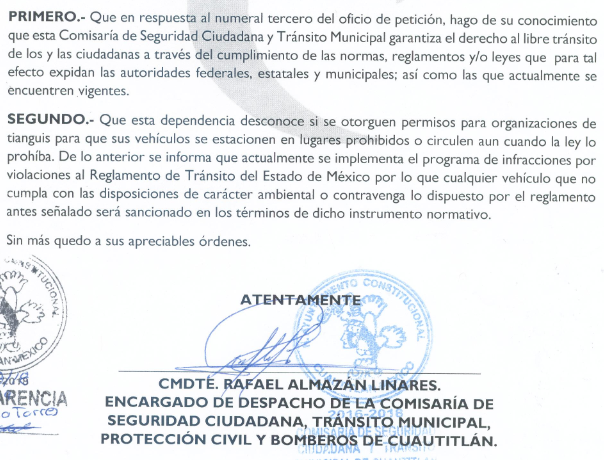 PRIMERO.- Que en respuesta al numeral tercero del oficio de petición, hago de su conocimiento
que esta Comisaría de Seguridad Ciudadana y Tránsito Municipal garantiza el derecho al libre tránsito
de los y las ciudadanas a través del cumplimiento de las normas, reglamentos y/o leyes que para tal
efecto expidan las autoridades federales, estatales y municipales; así como las que actualmente se
encuentren vigentes.
SEGUNDO.- Que esta dependencia desconoce si se otorguen permisos para organizaciones de
tianguis para que sus vehículos se estacionen en lugares prohibidos o circulen aun cuando la ley lo
prohíba. De lo anterior se informa que actualmente se implementa el programa de infracciones por
violaciones al Reglamento de Tránsito del Estado de México por lo que cualquier vehículo que no
cumpla con las disposiciones de carácter ambiental o contravenga lo dispuesto por el reglamento
antes señalado será sancionado en los términos de dicho instrumento normativo.
Sin más quedo a sus apreciables órdenes.
ATENTAMENTE
CONSTITUCIONAL
ARENCIA
CMDTE. RAFAEL ALMAZÁN LINARES.
ENCARGADO DE DESPACHO DE LA COMISARÍA DE
2016-2018
SEGURIDAD CIUDADANA, TRÁNSITO MUNICIPAL,
COMISARIA DE SEGURIDAD
PROTECCIÓN CIVIL Y BOMBEROS DE CUAUTITLÁN.
CIUDADANA Y TRANSITO